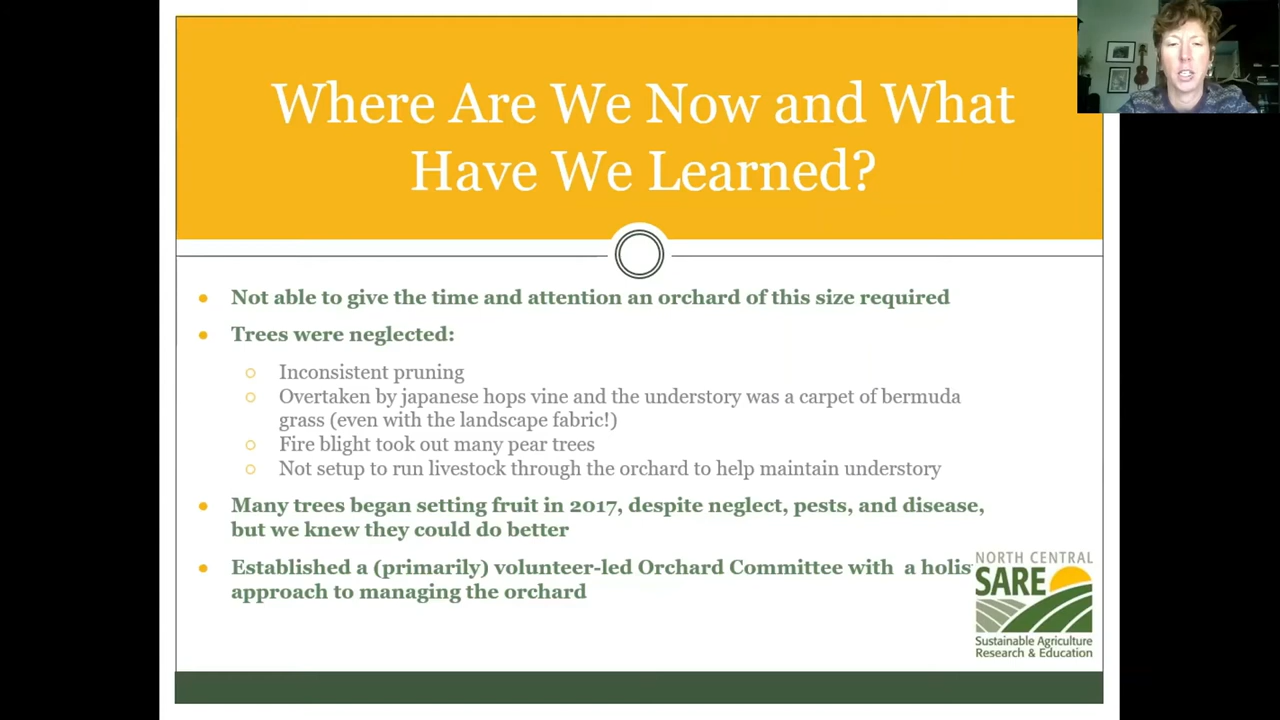 Where Are We Now and What
Have We Learned?
Not able to give the time and attention an orchard of this size required
Trees were neglected:
Inconsistent pruning
Overtaken by japanese hops vine and the understory was a carpet of bermuda
grass (even with the landscape fabric!)
Fire blight took out many pear trees
Not setup to run livestock through the orchard to help maintain understory
Many trees began setting fruit in 2017, despite neglect, pests, and disease,
but we knew they could do better
Established a (primarily) volunteer-led Orchard Committee with a holis
approach to managing the orchard
NORTH CENTRAL
SARE
Sustainable Agriculture
Research & Education